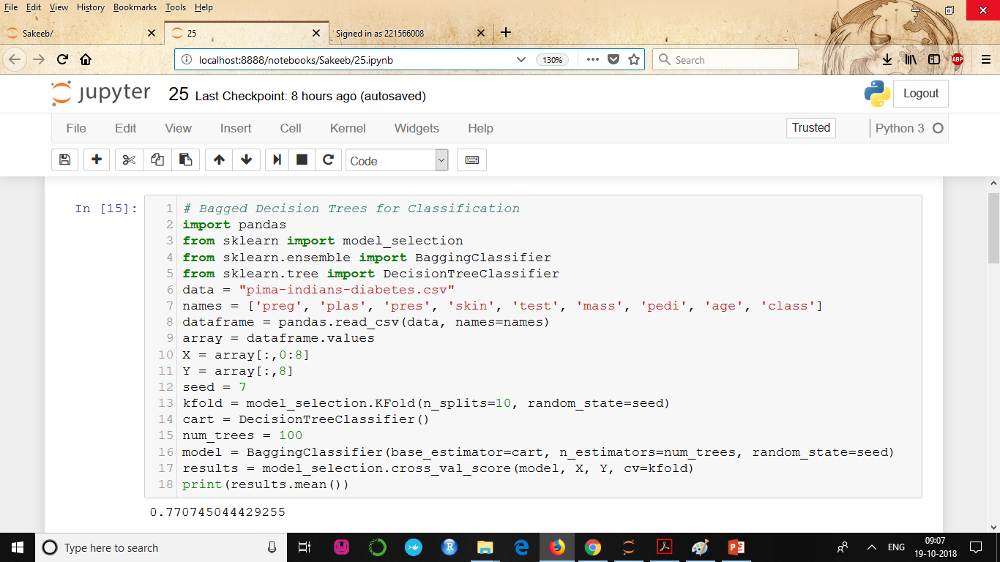 File Edit View History Bookmarks Tools Help
Sakeeb/
25
Signed in as 221566008
localhost:8888/notebooks/Sakeeb/25.ipynb
130%
Search
ABP
jupyter 25 Last Checkpoint: 8 hours ago (autosaved)
Logout
File Edit View Insert Cell Kernel Widgets Help
Trusted
Python 3
Code
In [15]:
1 # Bagged Decision Trees for Classification
2 import pandas
3 from sklearn import model_selection
4 from sklearn.ensemble import BaggingClassifier
5 from sklearn.tree import DecisionTreeClassifier
6 data = "pima-indians-diabetes.csv"
7 names = ['preg', 'plas', 'pres', 'skin', 'test', 'mass', 'pedi', 'age', 'class']
8 dataframe = pandas.read_csv(data, names=names)
9 array = dataframe.values
10 X = array[:,0:8]
11 Y = array[:,8]
12 seed = 7
13 kfold = model_selection.KFold(n_splits=10, random_state=seed)
14 cart = DecisionTreeClassifier()
15 num_trees = 100
16 model = BaggingClassifier(base_estimator=cart, n_estimators=num_trees, random_state=seed)
17 results = model_selection.cross_val_score(model, X, Y, cv=kfold)
18 print(results.mean())
0.770745044429255
Type here to search
R
ENG
09:07
19-10-2018